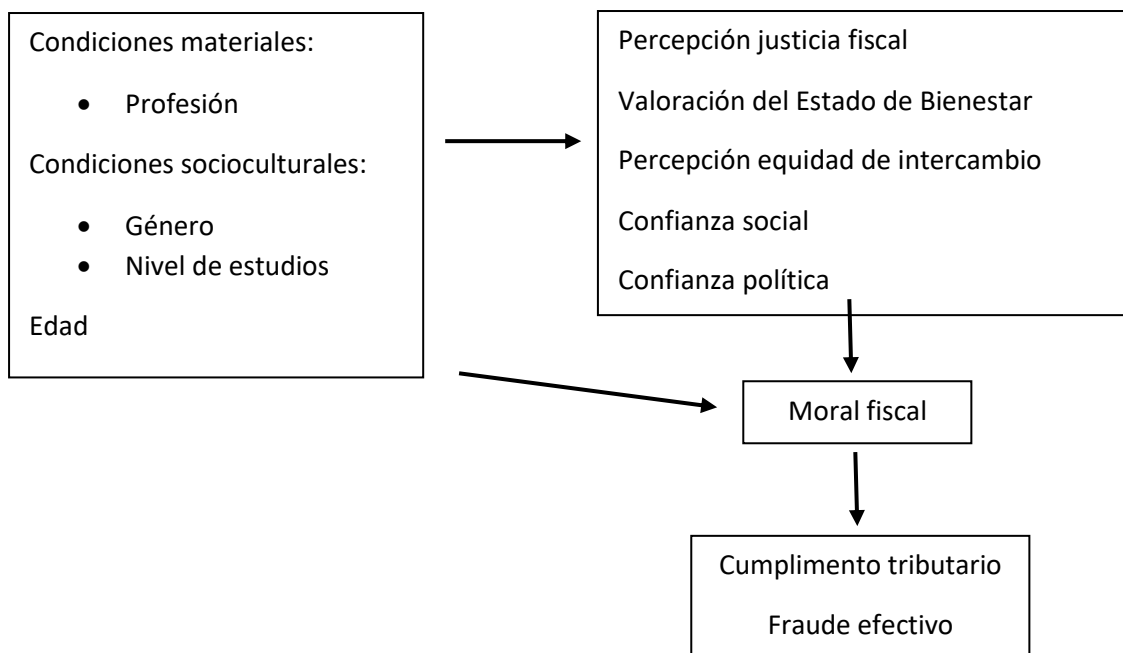 Condiciones materiales:
• Profesión
Condiciones socioculturales:
• Género
• Nivel de estudios
Edad
Percepción justicia fiscal
Valoración del Estado de Bienestar
Percepción equidad de intercambio
Confianza social
Confianza política
Moral fiscal
Cumplimento tributario
Fraude efectivo